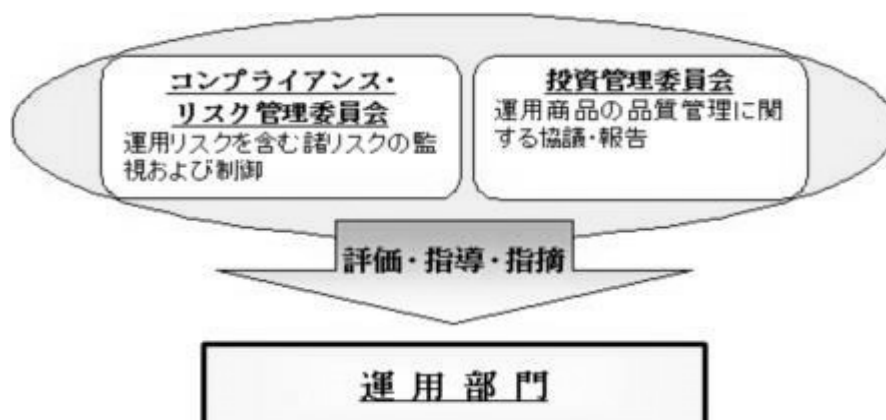 コンプライアンス・
リスク管理委員会
運用リスクを含む諸リスクの監
視および制御
投資管理委員会
運用商品の品質管理に関
する協議・報告
評価・指導・指摘
運用部門